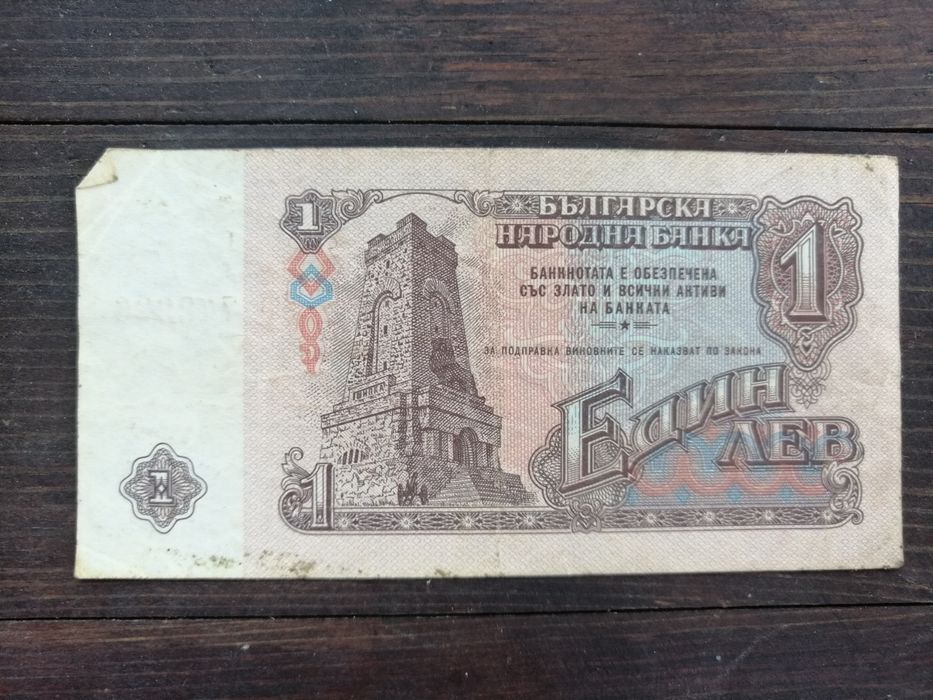 1
БЪЛГАРСКА
НАРОДНА БАНКА
1
БАНКНОТАТА Е ОБЕЗПЕЧЕНА
СЪС ЗЛАТО И ВСИЧКИ АКТИВИ
НА БАНКАТА
ЗА ПОДПРАВКА ВИНОВНИТЕ СЕ НАКАЗВАТ ПО ЗАКОНА
Един
ЛЕВ
1
1